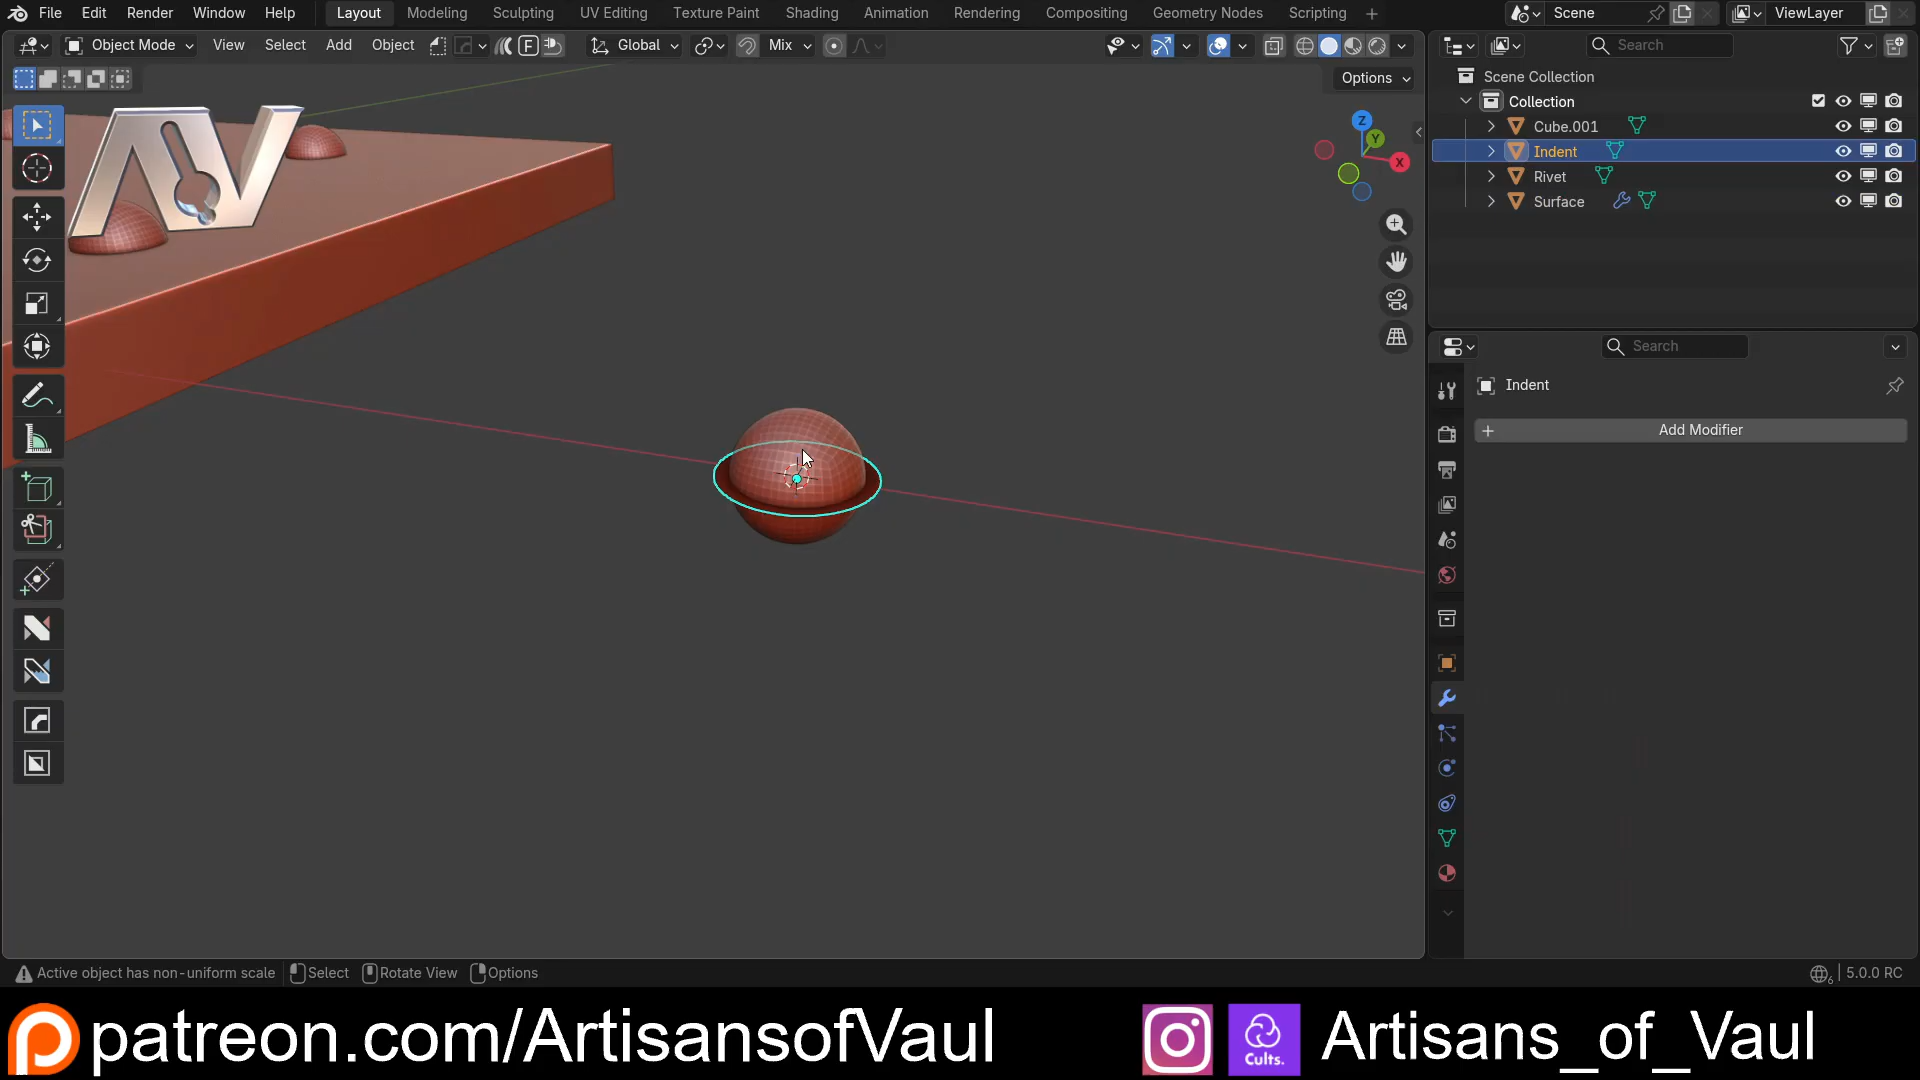 File Edit Render Window Help Layout Modeling Sculpting UV Editing Texture Paint Shading Animation Rendering Compositing Geometry Nodes Scripting + Scene ViewLayer
Object Mode View Select Add Object F Global Mix Search
Options
Scene Collection
Collection
Cube.001
Indent
Rivet
Surface
Z
Y
X
Search
Indent
+ Add Modifier
AV
Active object has non-uniform scale Select Rotate View Options 6 5.0.0 RC
patreon.com/ArtisansofVaul Cults. Artisans_of_Vaul